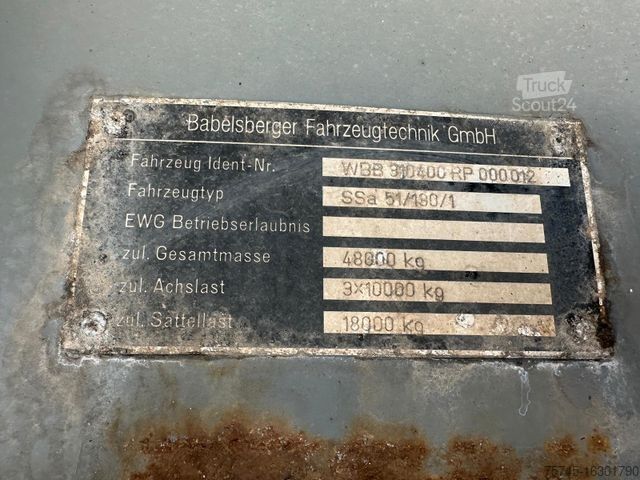 Truck
Scout24
Babelsberger Fahrzeugtechnik GmbH
Fahrzeug Ident-Nr. WBB 910400 RP 000012
Fahrzeugtyp SSa 51/190/1
EWG Betriebserlaubnis
zul. Gesamtmasse 48000 kg
zul. Achslast 3x10000 kg
zul. Sattellast 18000 kg
75745-16301790